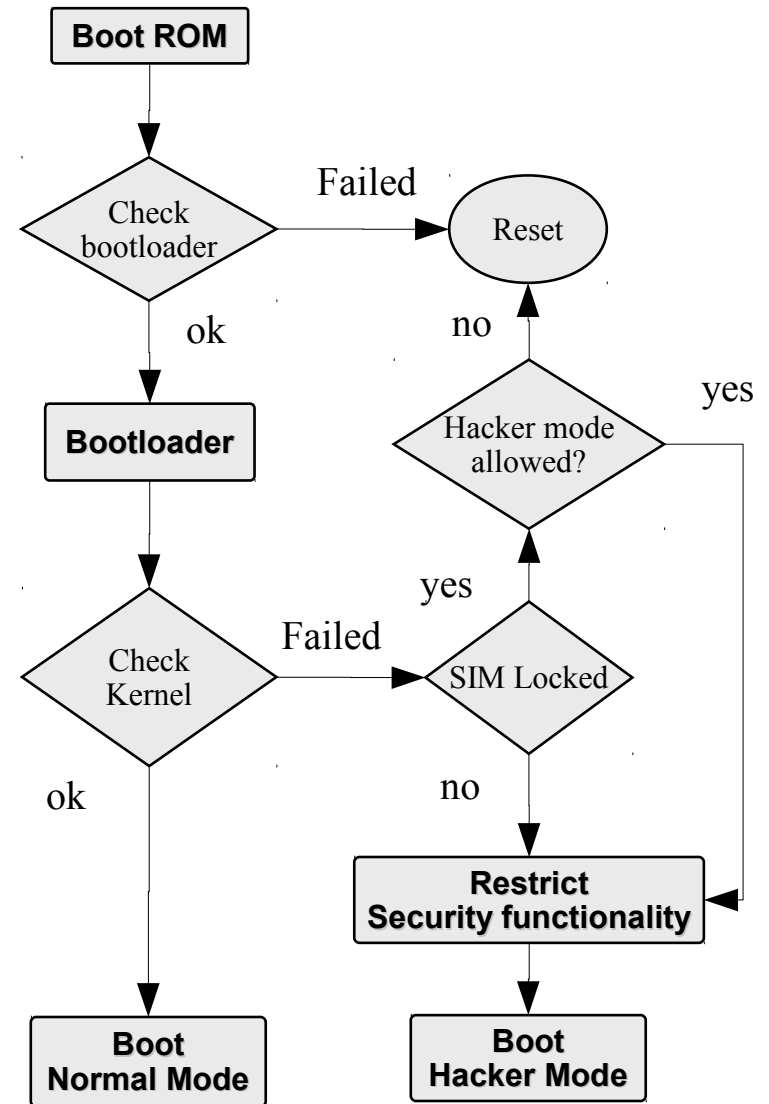 Boot ROM
Failed
Check
bootloader
Reset
ok
no
yes
Hacker mode
allowed?
Bootloader
yes
Failed
Check
Kernel
SIM Locked
ok
no
Restrict
Security functionality
Boot
Normal Mode
Boot
Hacker Mode